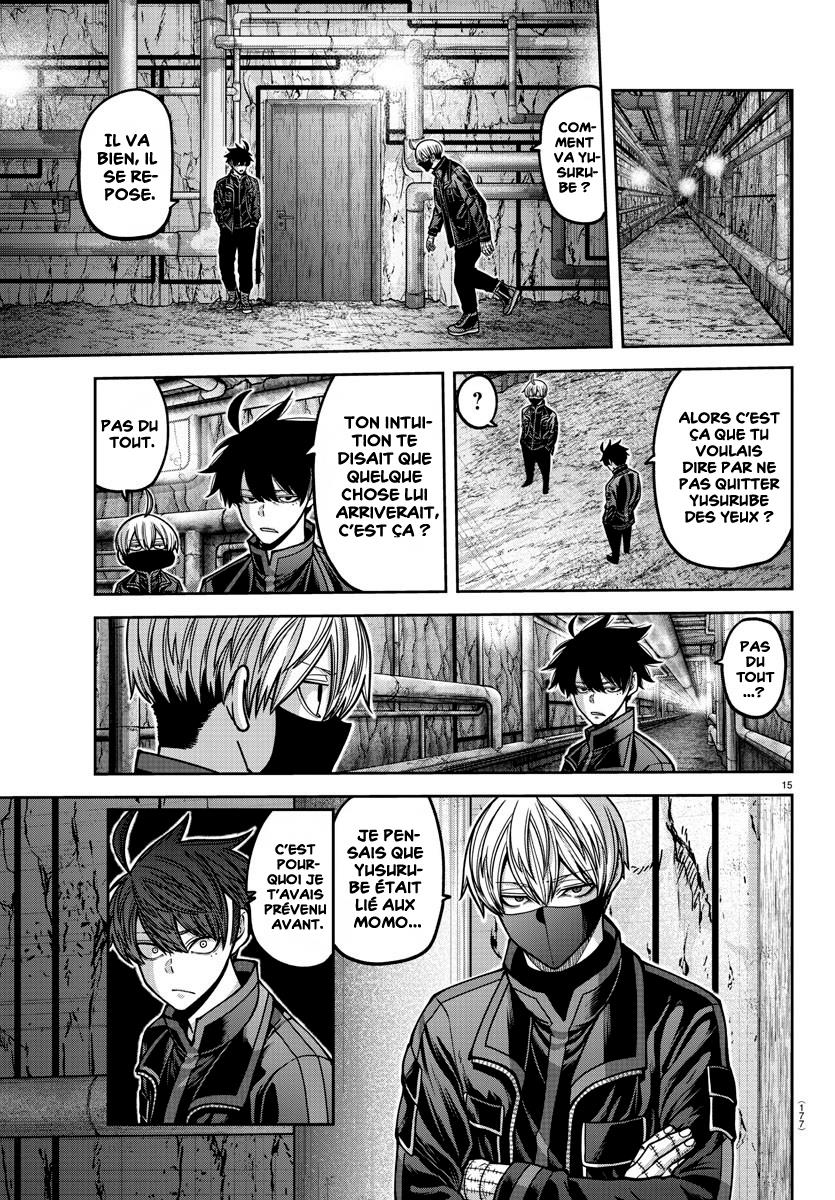 COM-
MENT
VA YU-
SURU-
BE ?
IL VA
BIEN, IL
SE RE-
POSE.
ALORS C'EST
ÇA QUE TU
VOULAIS
DIRE PAR NE
PAS QUITTER
YUSURUBE
DES YEUX ?
?
TON INTUI-
TION TE
DISAIT QUE
QUELQUE
CHOSE LUI
ARRIVERAIT,
C'EST ÇA ?
PAS DU
TOUT.
PAS
DU
TOUT
...?
15
JE PEN-
SAIS QUE
YUSURU-
BE ÉTAIT
LIÉ AUX
MOMO...
C'EST
POUR-
QUOI JE
T'AVAIS
PRÉVENU
AVANT.
(177)